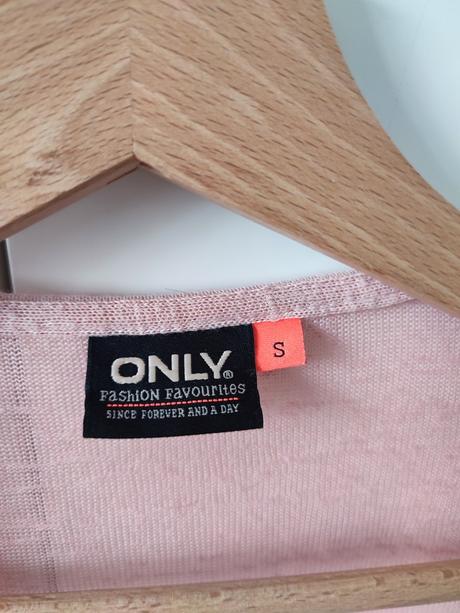 ONLY®
Fashion Favourites
SINCE FOREVER AND A DAY
S